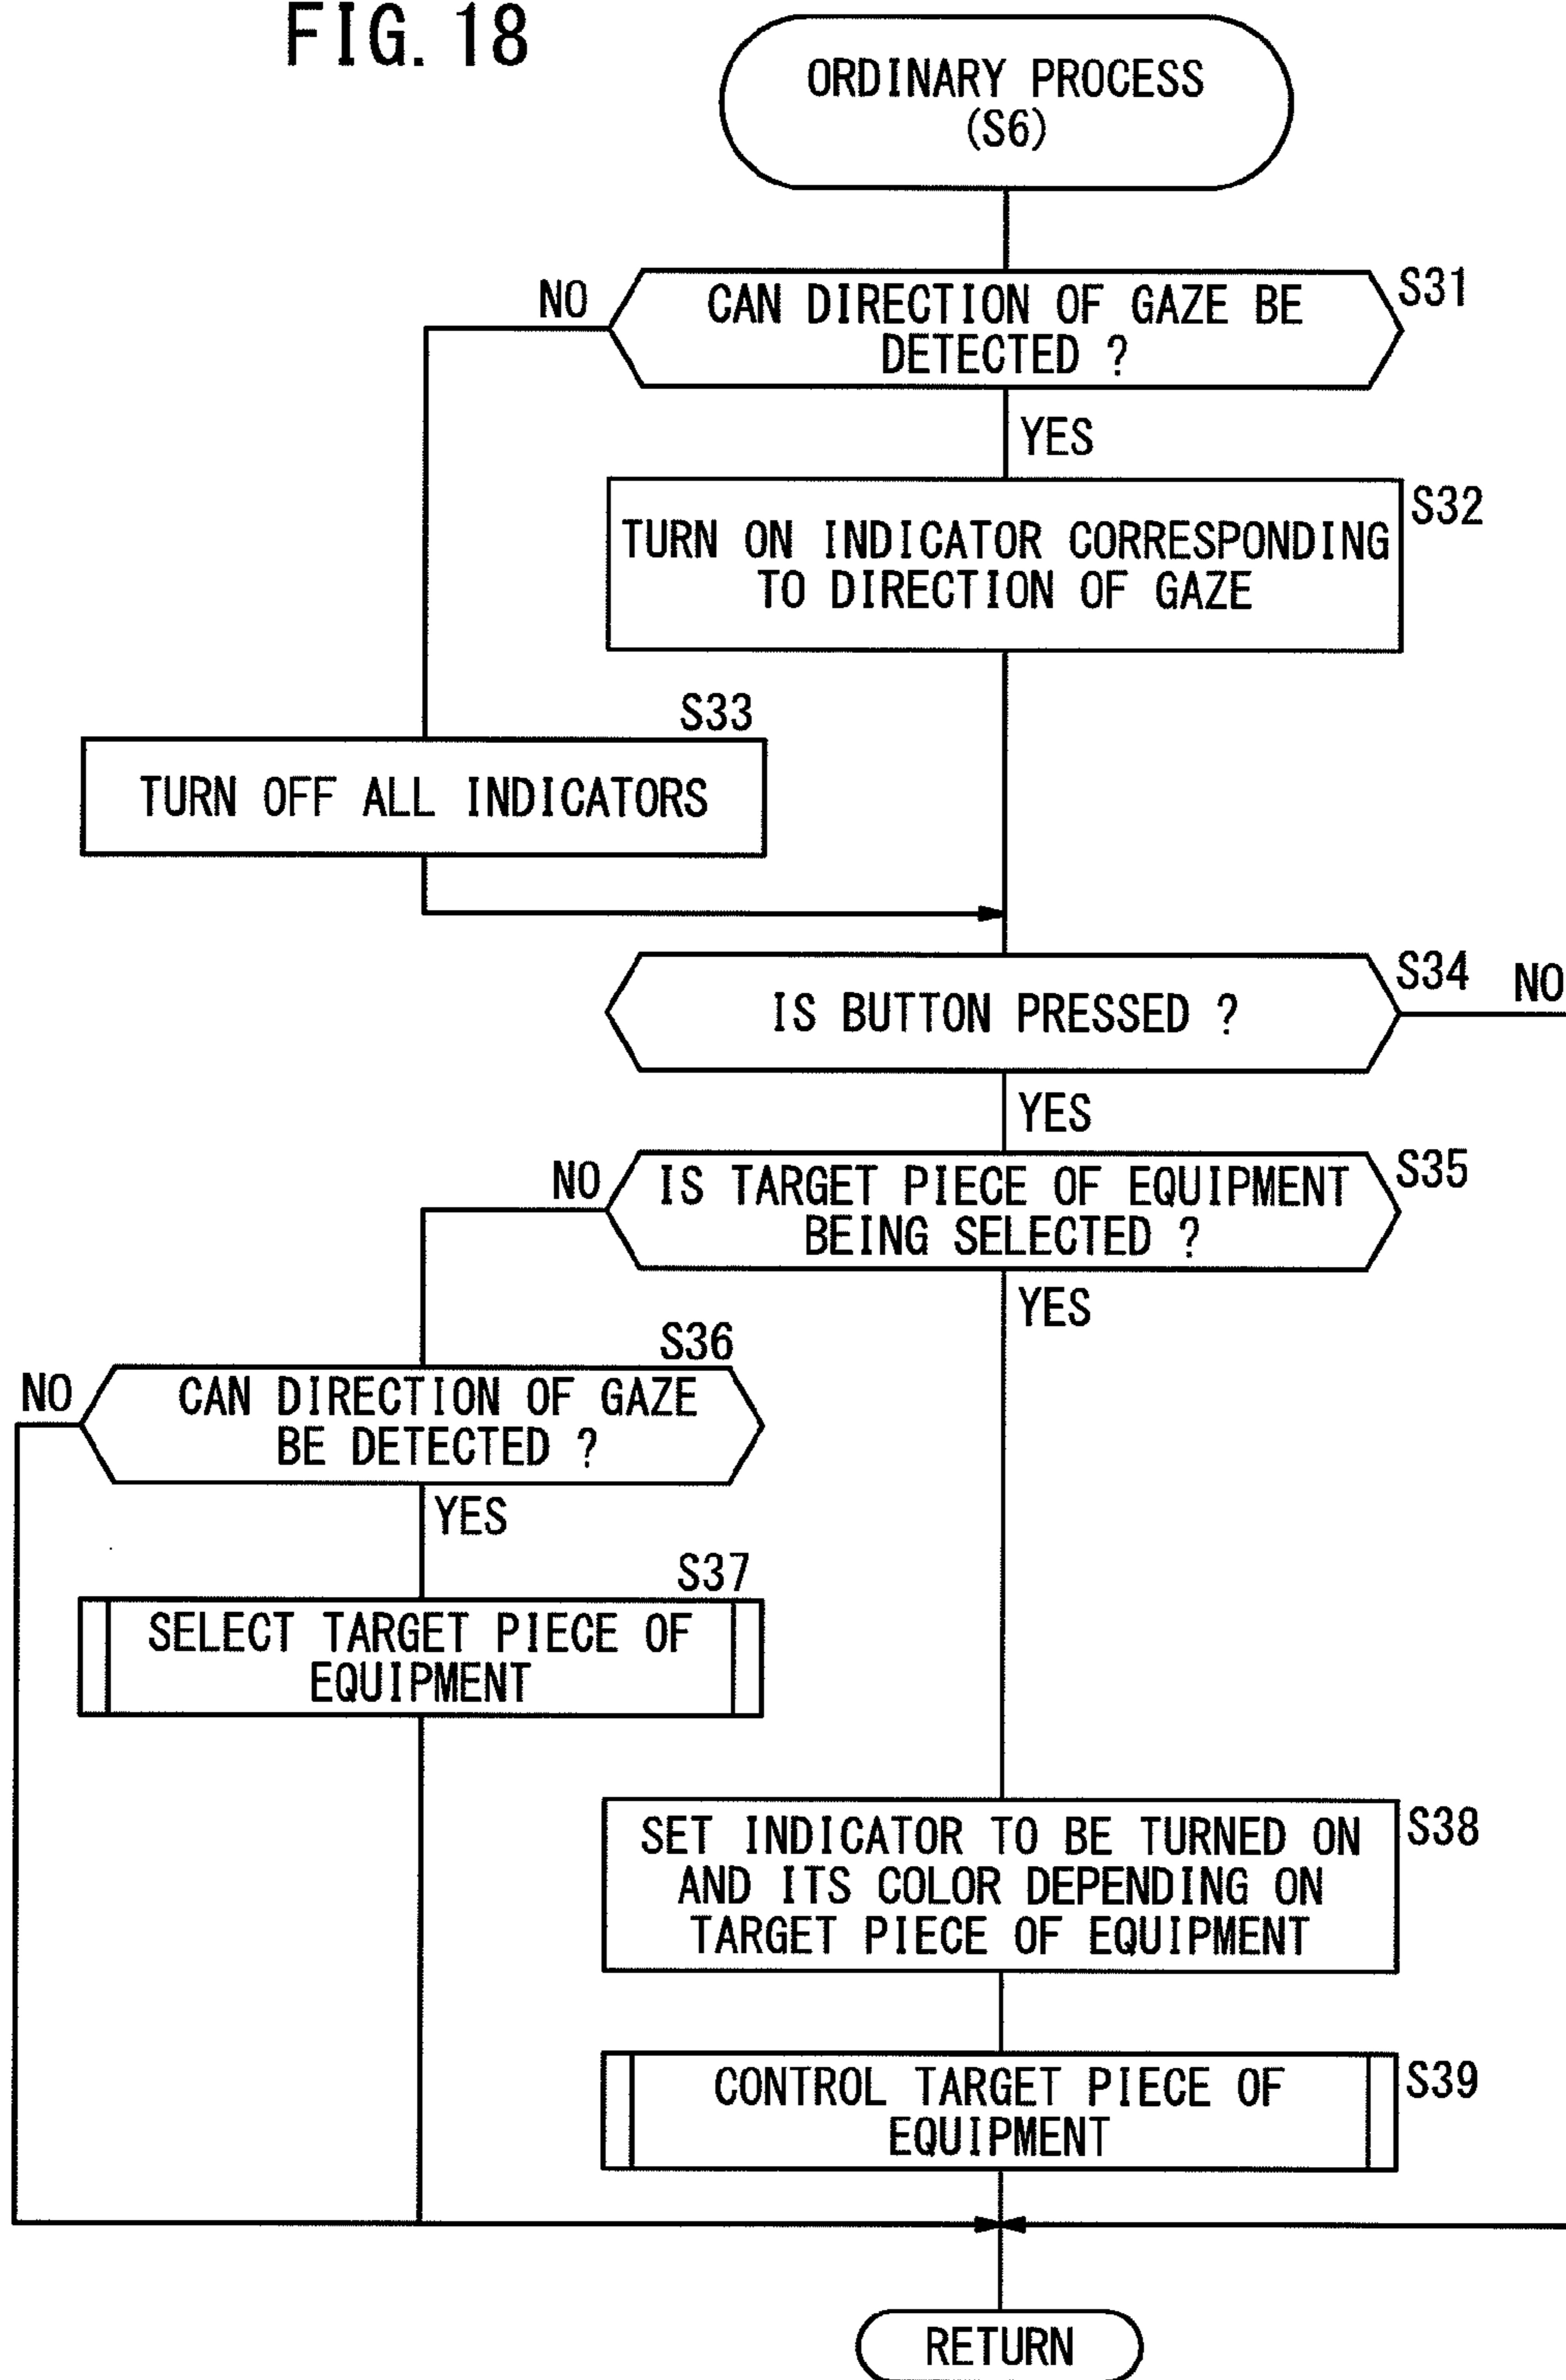 FIG. 18
ORDINARY PROCESS
(S6)
S31
NO
CAN DIRECTION OF GAZE BE
DETECTED ?
YES
S32
TURN ON INDICATOR CORRESPONDING
TO DIRECTION OF GAZE
S33
TURN OFF ALL INDICATORS
S34
NO
IS BUTTON PRESSED ?
YES
S35
NO
IS TARGET PIECE OF EQUIPMENT
BEING SELECTED ?
YES
S36
NO
CAN DIRECTION OF GAZE
BE DETECTED ?
YES
S37
SELECT TARGET PIECE OF
EQUIPMENT
S38
SET INDICATOR TO BE TURNED ON
AND ITS COLOR DEPENDING ON
TARGET PIECE OF EQUIPMENT
S39
CONTROL TARGET PIECE OF
EQUIPMENT
RETURN